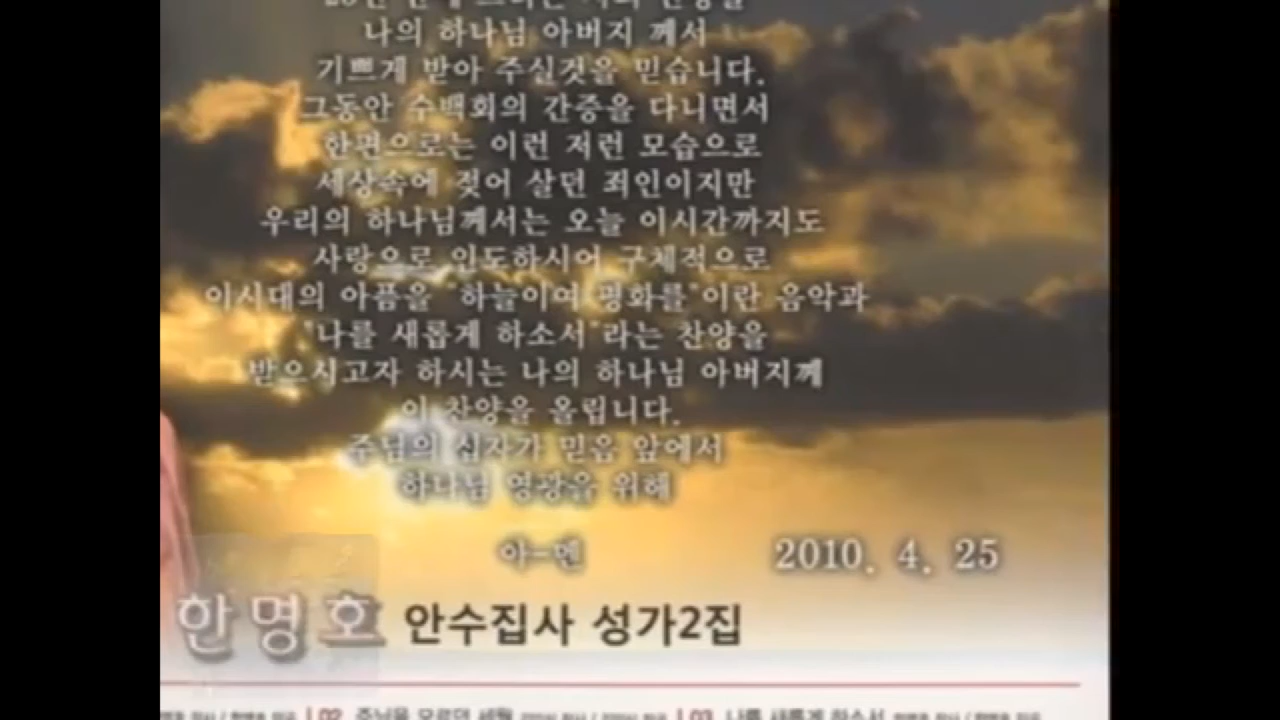 나의 하나님 아버지 께서
기쁘게 받아 주실것을 믿습니다.
그동안 수백회의 간증을 다니면서
한편으로는 이런 저런 모습으로
세상속에 젖어 살던 죄인이지만
우리의 하나님께서는 오늘 이시간까지도
사랑으로 인도하시어 구체적으로
이시대의 아픔을 "하늘이여 평화를"이란 음악과
"나를 새롭게 하소서"라는 찬양을
받으시고자 하시는 나의 하나님 아버지께
이 찬양을 올립니다.
주님의 십자가 믿음 앞에서
하나님 영광을 위해
아-멘 2010. 4. 25
한명호 안수집사 성가2집
02 주님을 모르던 세월 03 나를 새롭게 하소서